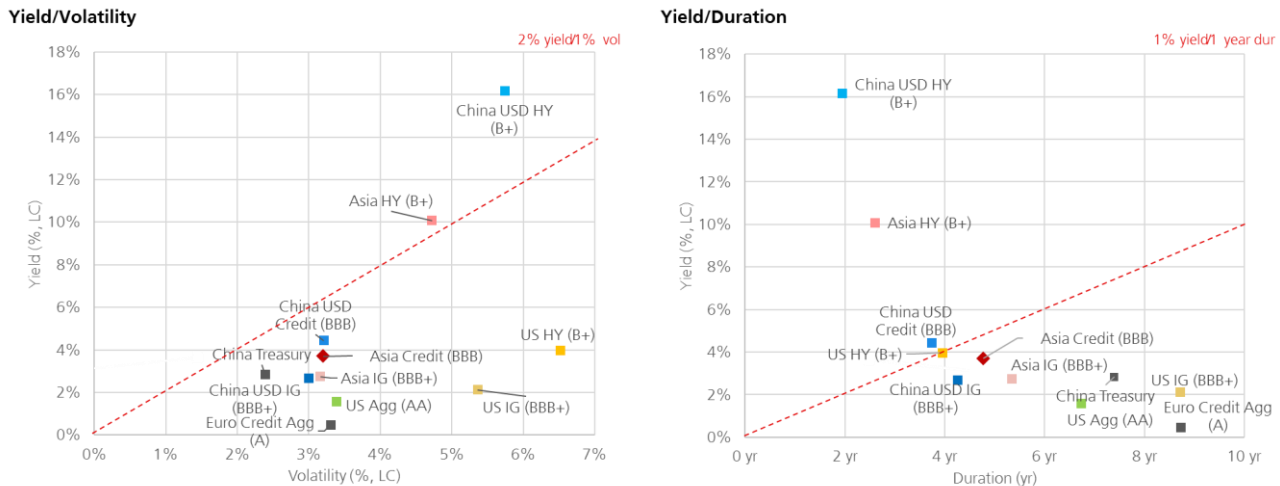 Yield/Volatility
2% yield/1% vol
18%
16%
14%
12%
10%
8%
6%
4%
2%
0%
Yield (%, LC)
China USD HY
(B+)
Asia HY (B+)
China USD
Credit (BBB)
US HY (B+)
China Treasury
Asia Credit (BBB)
Asia IG (BBB+)
China USD IG
(BBB+)
US Agg (AA)
US IG (BBB+)
Euro Credit Agg
(A)
0%
1%
2%
3%
4%
5%
6%
7%
Volatility (%, LC)
Yield/Duration
1% yield/1 year dur
18%
16%
14%
12%
10%
8%
6%
4%
2%
0%
Yield (%, LC)
China USD HY
(B+)
Asia HY (B+)
China USD
Credit (BBB)
Asia Credit (BBB)
US HY (B+)
Asia IG (BBB+)
China USD IG
(BBB+)
China Treasury
US IG (BBB+)
US Agg (AA)
Euro Credit Agg
(A)
0 yr
2 yr
4 yr
6 yr
8 yr
10 yr
Duration (yr)